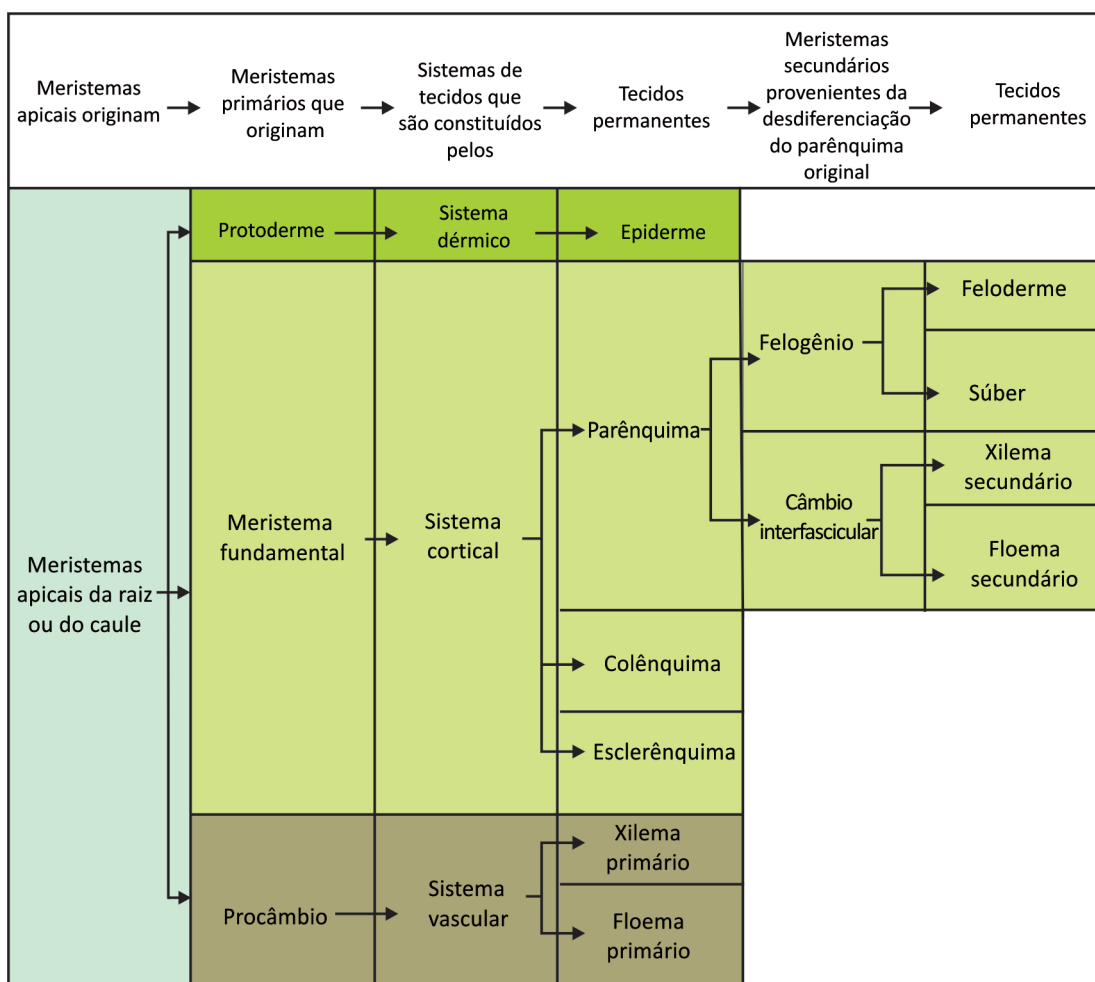 Meristemas
apicais originam
Meristemas
primários que
originam
Sistemas de
tecidos que
são constituídos
pelos
Tecidos
permanentes
Meristemas
secundários
provenientes da
desdiferenciação
do parênquima
original
Tecidos
permanentes
Meristemas
apicais da raiz
ou do caule
Protoderme
Sistema
dérmico
Epiderme
Meristema
fundamental
Sistema
cortical
Parênquima
Felogênio
Feloderme
Súber
Câmbio
interfascicular
Xilema
secundário
Floema
secundário
Colênquima
Esclerênquima
Procâmbio
Sistema
vascular
Xilema
primário
Floema
primário